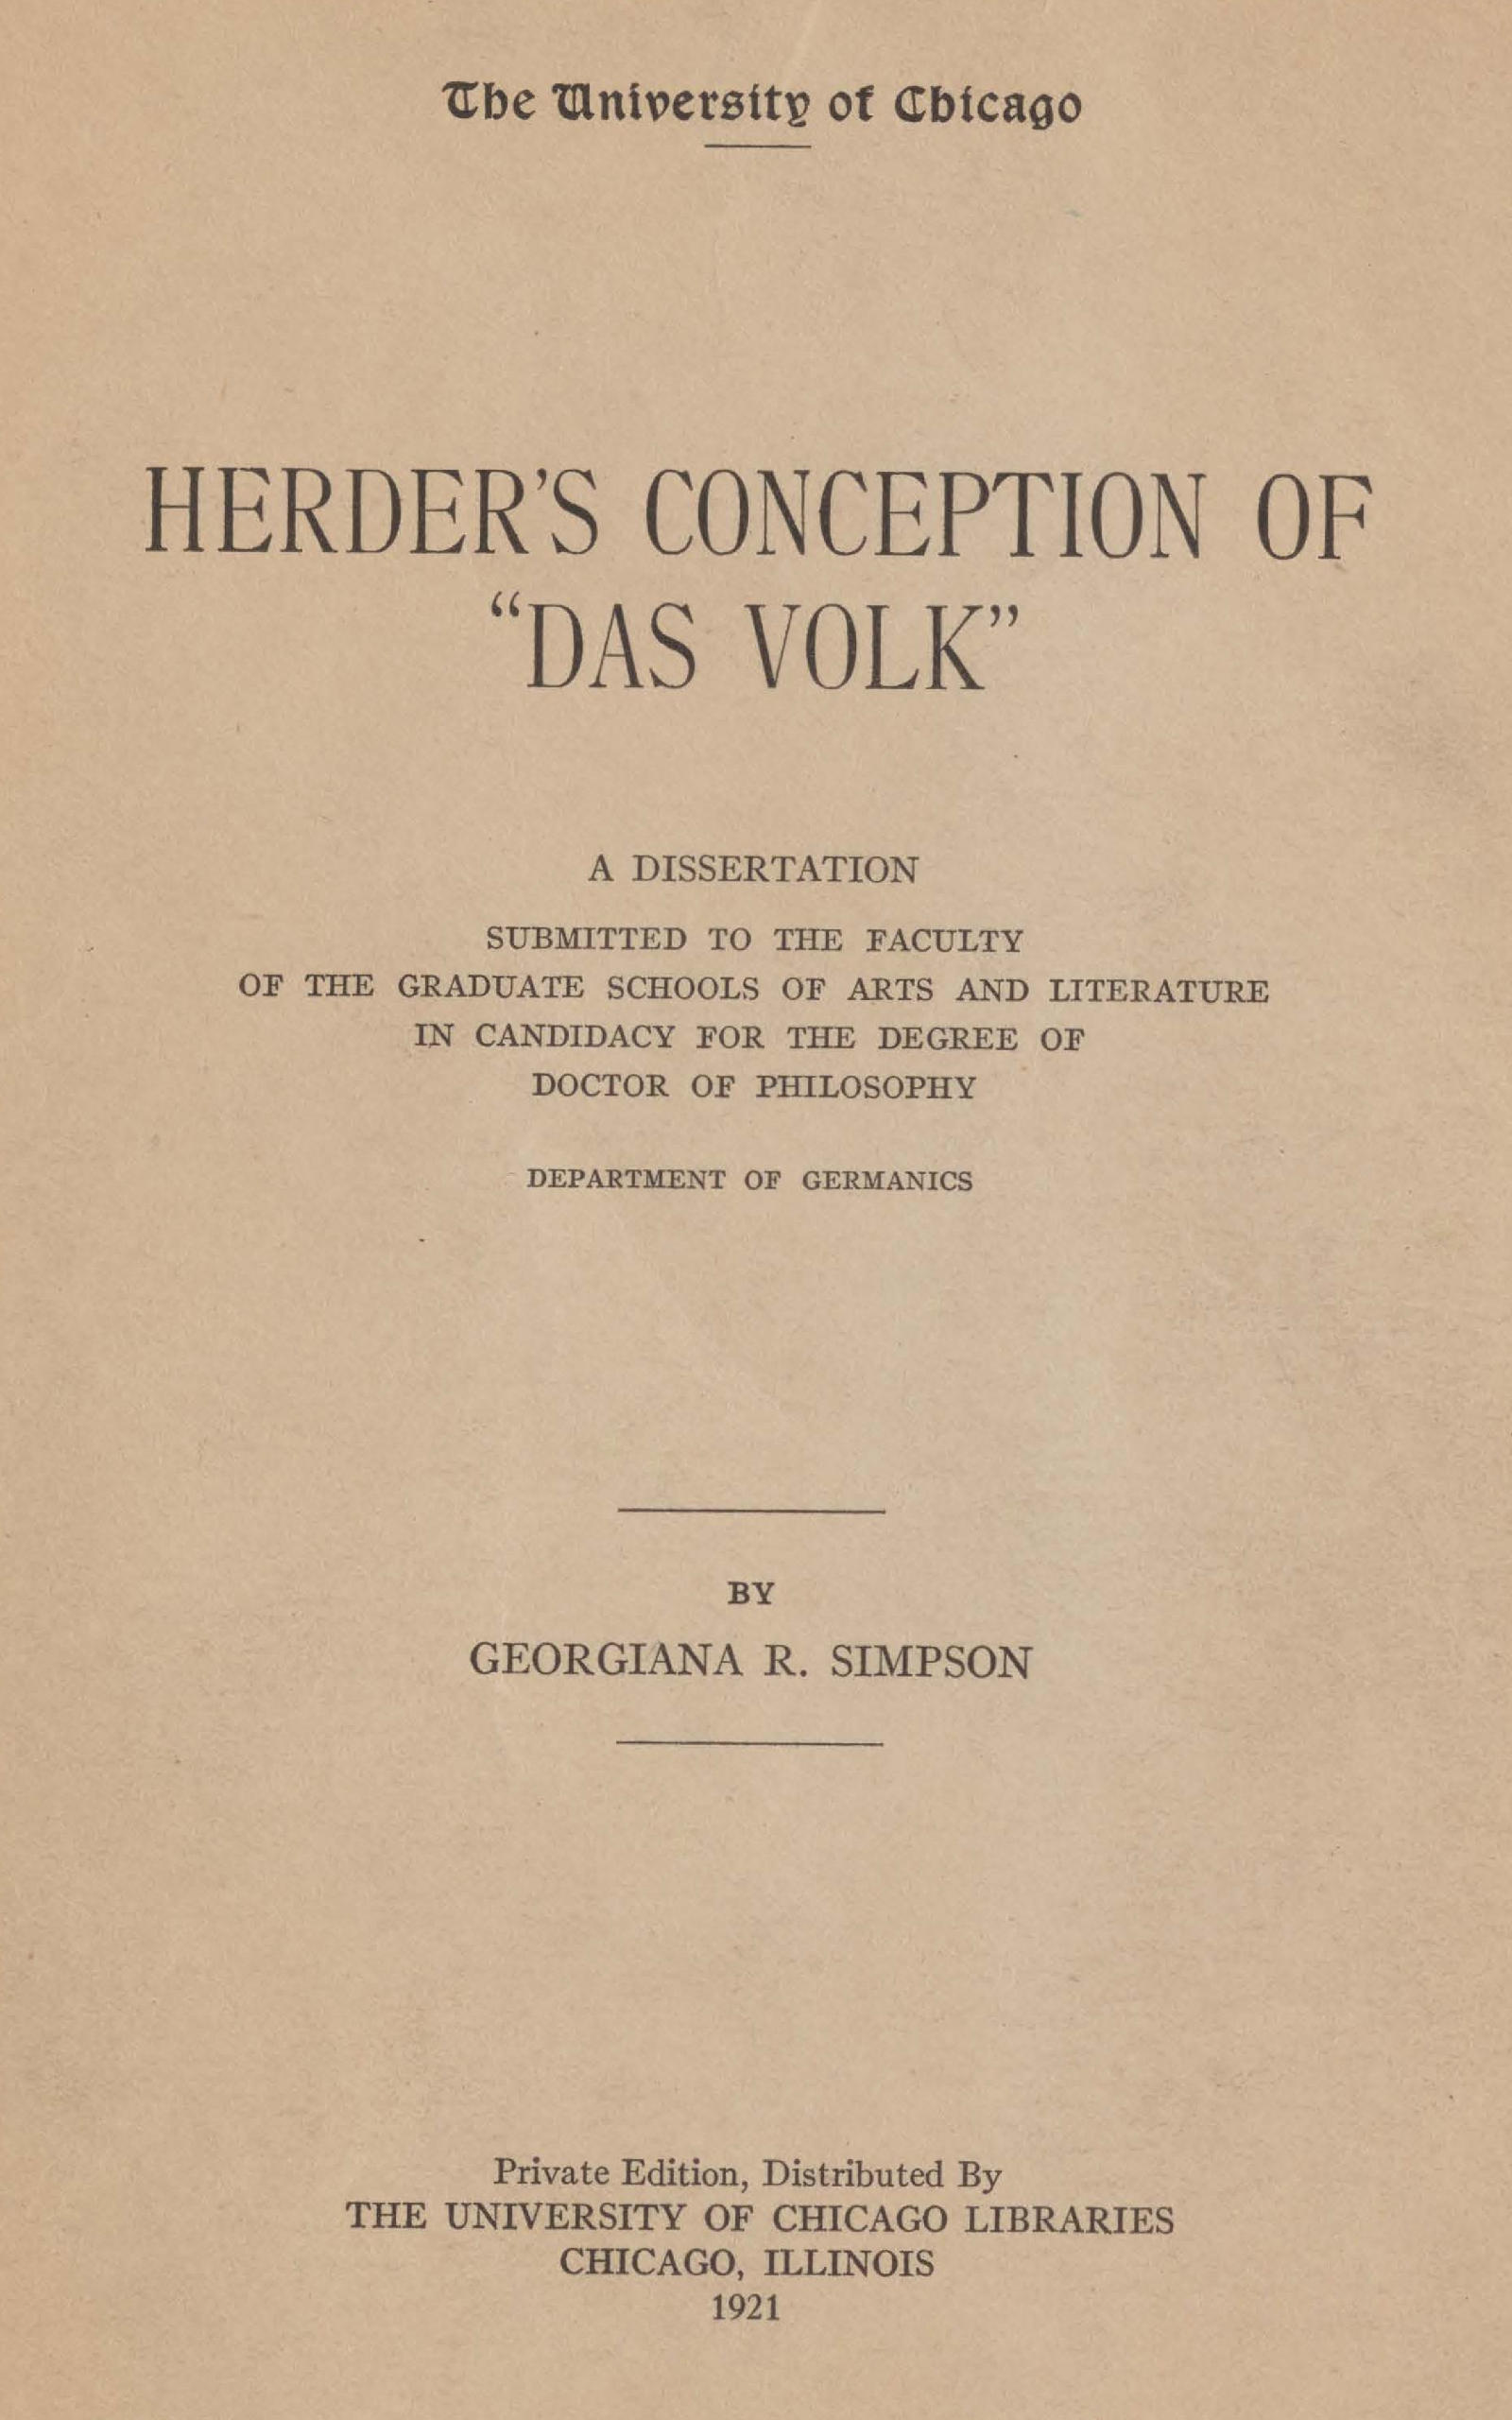 The University of Chicago
HERDER'S CONCEPTION OF
“DAS VOLK”
A DISSERTATION
SUBMITTED TO THE FACULTY
OF THE GRADUATE SCHOOLS OF ARTS AND LITERATURE
IN CANDIDACY FOR THE DEGREE OF
DOCTOR OF PHILOSOPHY
DEPARTMENT OF GERMANICS
BY
GEORGIANA R. SIMPSON
Private Edition, Distributed By
THE UNIVERSITY OF CHICAGO LIBRARIES
CHICAGO, ILLINOIS
1921